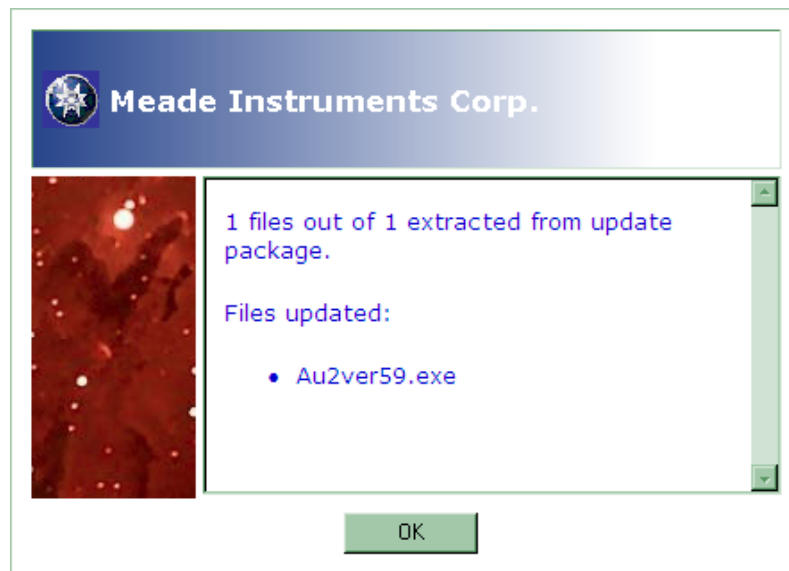 Meade Instruments Corp.
1 files out of 1 extracted from update
package.
Files updated:
• Au2ver59.exe
OK